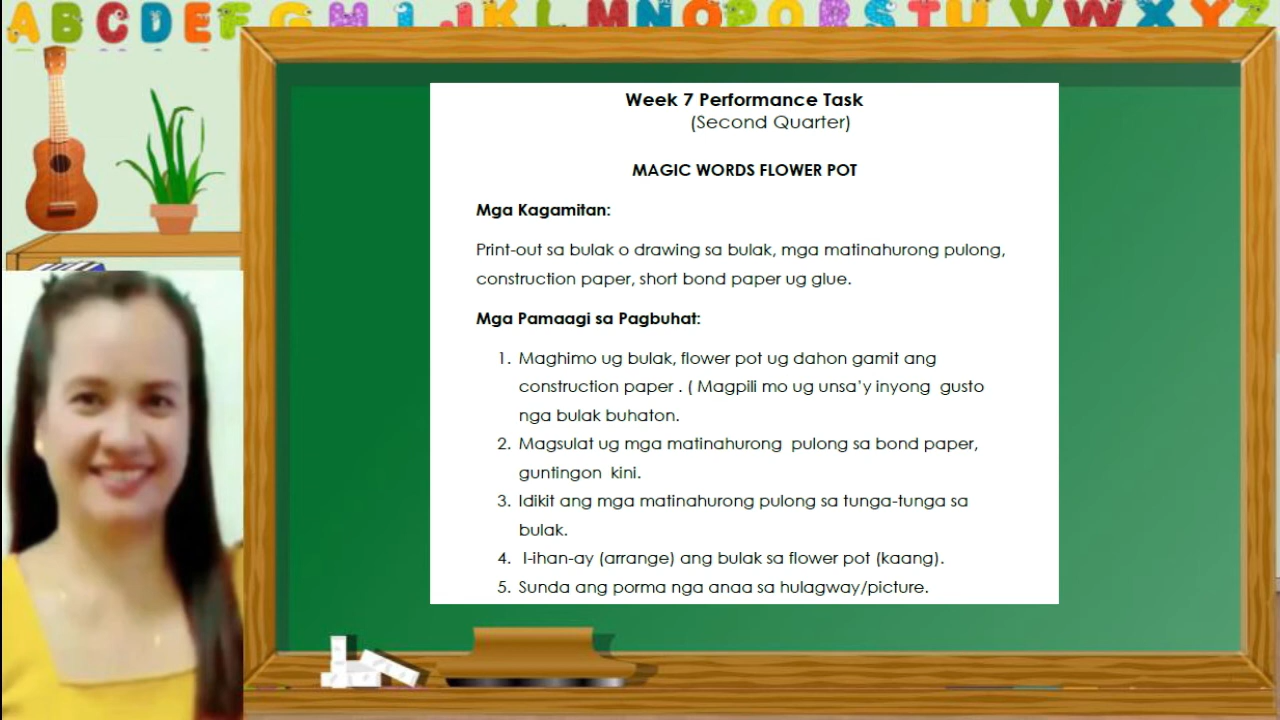 ABCDEFGHIJKLMNOPQRSTUVWXYZ
Week 7 Performance Task
(Second Quarter)
MAGIC WORDS FLOWER POT
Mga Kagamitan:
Print-out sa bulak o drawing sa bulak, mga matinahurong pulong,
construction paper, short bond paper ug glue.
Mga Pamaagi sa Pagbuhat:
1. Maghimo ug bulak, flower pot ug dahon gamit ang
construction paper . ( Magpili mo ug unsa'y inyong gusto
nga bulak buhaton.
2. Magsulat ug mga matinahurong pulong sa bond paper,
guntingon kini.
3. Idikit ang mga matinahurong pulong sa tunga-tunga sa
bulak.
4. I-ihan-ay (arrange) ang bulak sa flower pot (kaang).
5. Sunda ang porma nga anaa sa hulagway/picture.